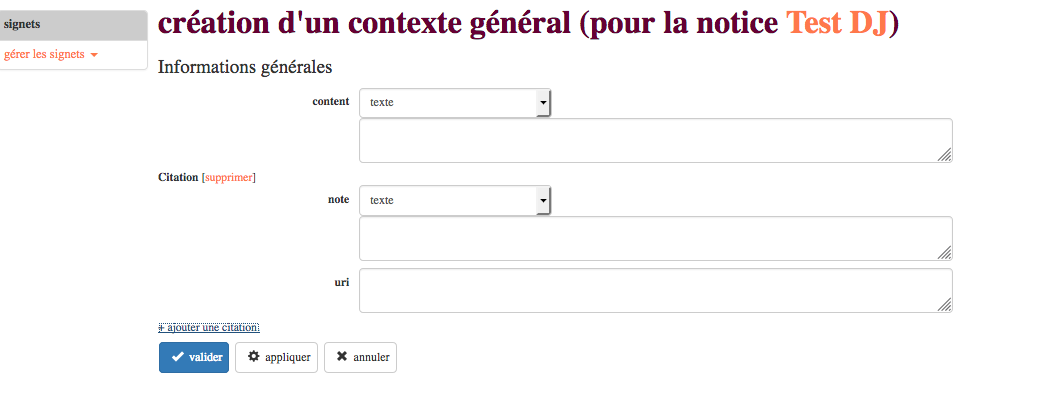 signets
gérer les signets
création d'un contexte général (pour la notice Test DJ)
Informations générales
content texte
Citation [supprimer]
note texte
uri
+ ajouter une citation
valider appliquer annuler